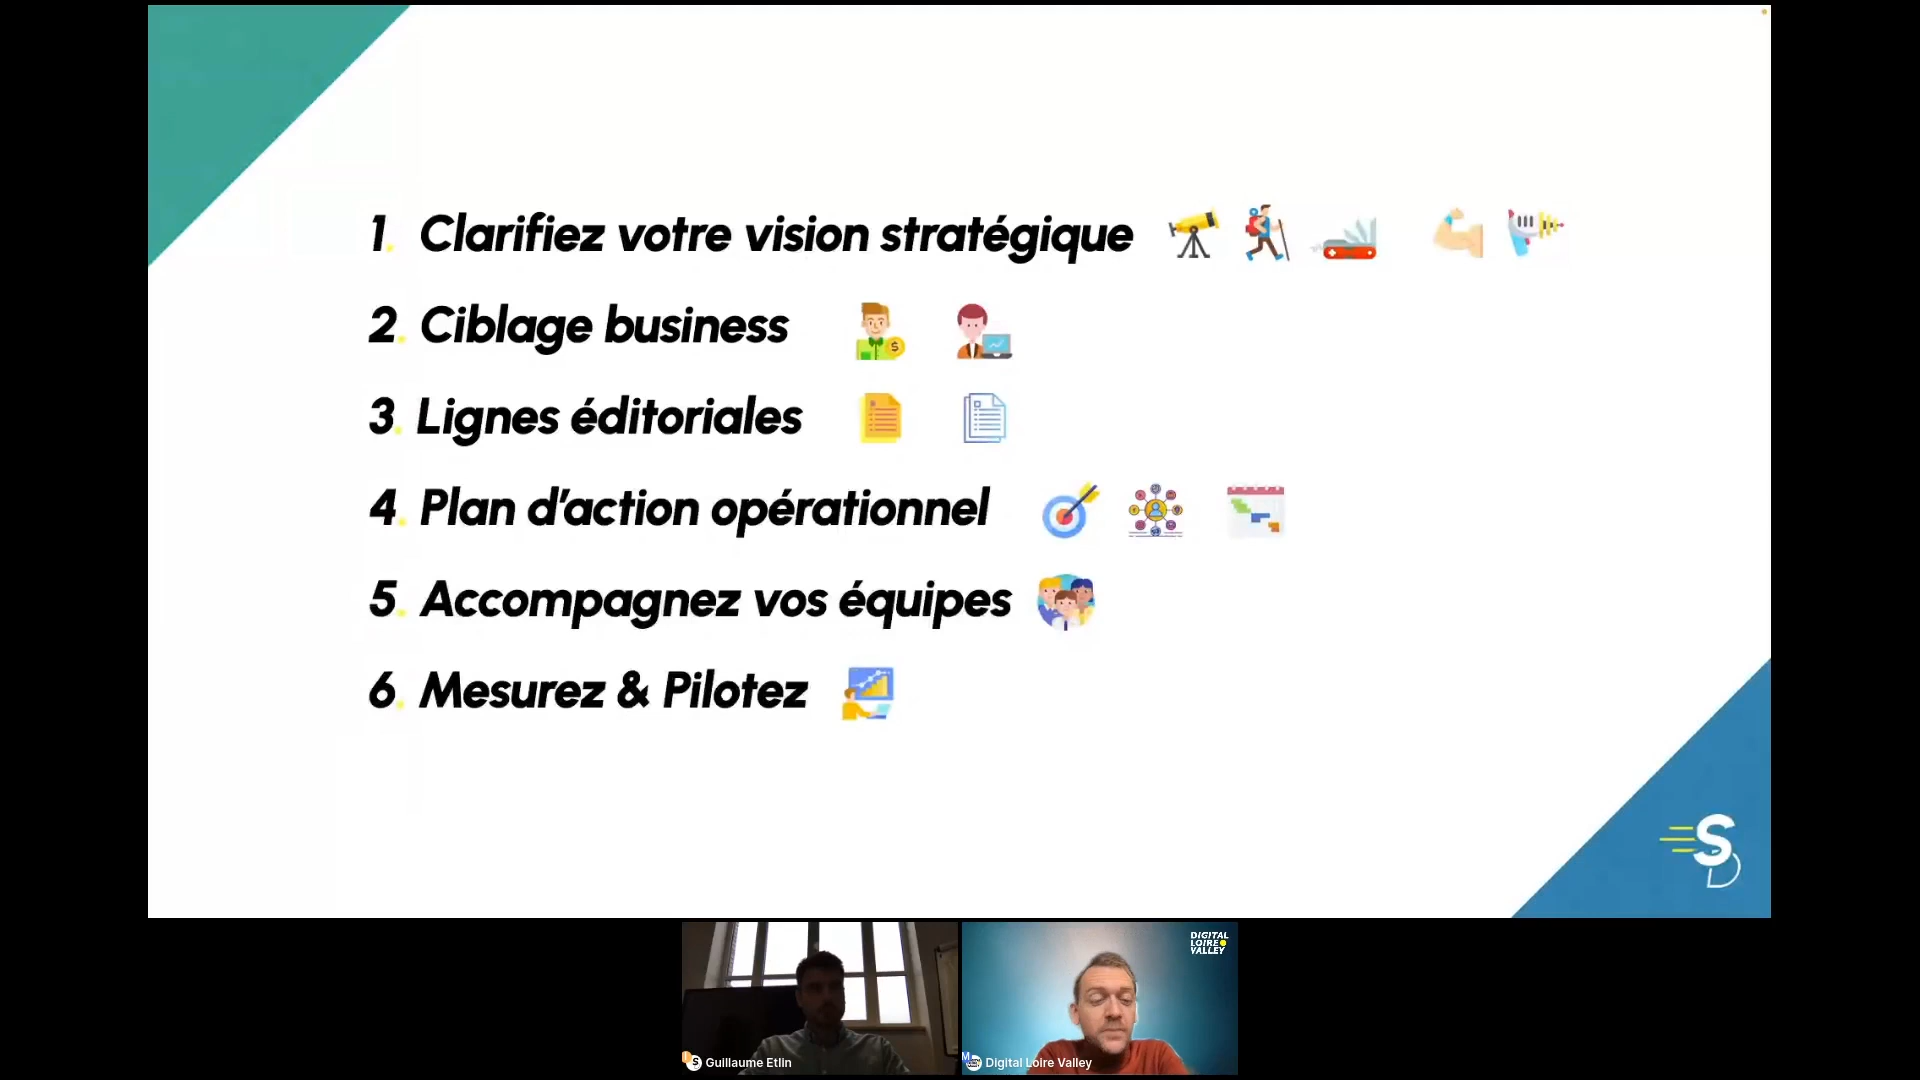 1. Clarifiez votre vision stratégique
2. Ciblage business
3. Lignes éditoriales
4. Plan d’action opérationnel
5. Accompagnez vos équipes
6. Mesurez & Pilotez
SD
DIGITAL
LOIRE
VALLEY
Guillaume Etlin
Digital Loire Valley